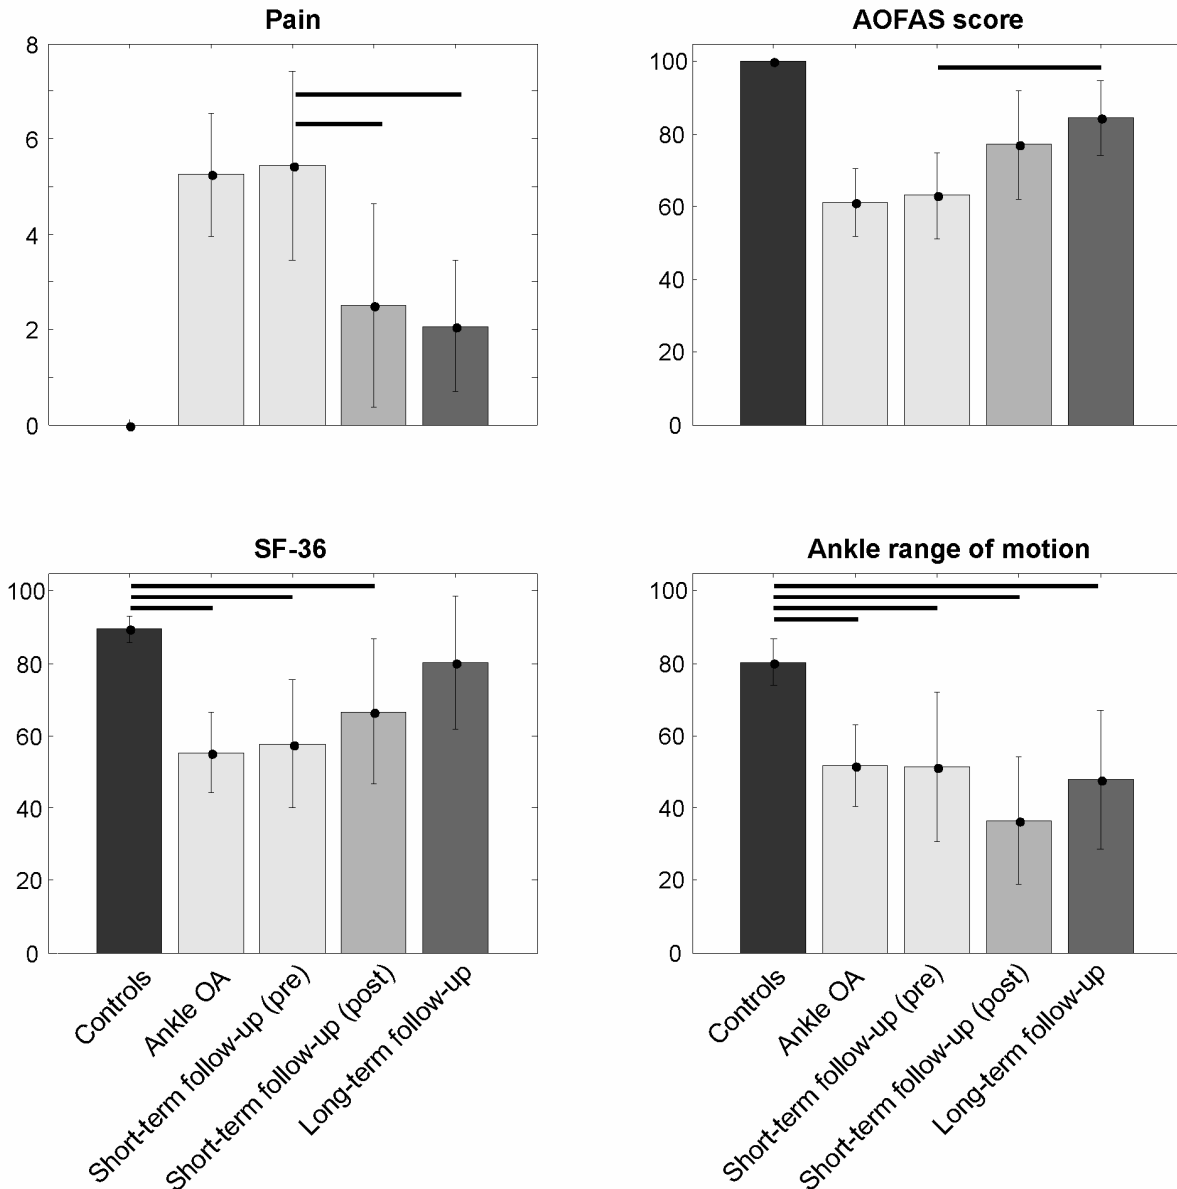 Pain
8
6
4
2
0
AOFAS score
100
80
60
40
20
0
SF-36
100
80
60
40
20
0
Controls
Ankle OA
Short-term follow-up (pre)
Short-term follow-up (post)
Long-term follow-up
Ankle range of motion
100
80
60
40
20
0
Controls
Ankle OA
Short-term follow-up (pre)
Short-term follow-up (post)
Long-term follow-up